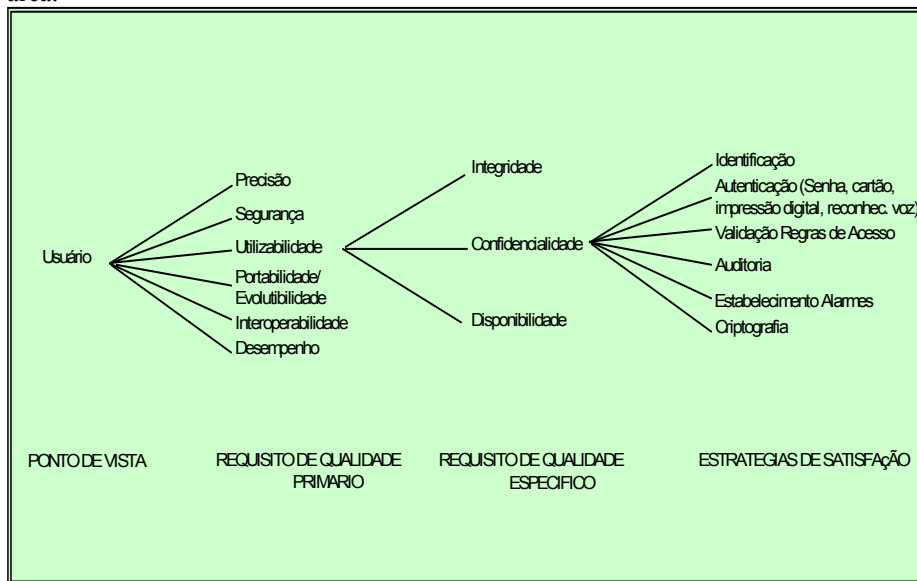 Usuário
Precisão
Segurança
Utilizabilidade
Portabilidade/
Evolutibilidade
Interoperabilidade
Desempenho
Integridade
Confidencialidade
Disponibilidade
Identificação
Autenticação (Senha, cartão,
impressão digital, reconhec. voz)
Validação Regras de Acesso
Auditoria
Estabelecimento Alarmes
Criptografia
PONTO DE VISTA
REQUISITO DE QUALIDADE
PRIMARIO
REQUISITO DE QUALIDADE
ESPECIFICO
ESTRATEGIAS DE SATISFAçÃO